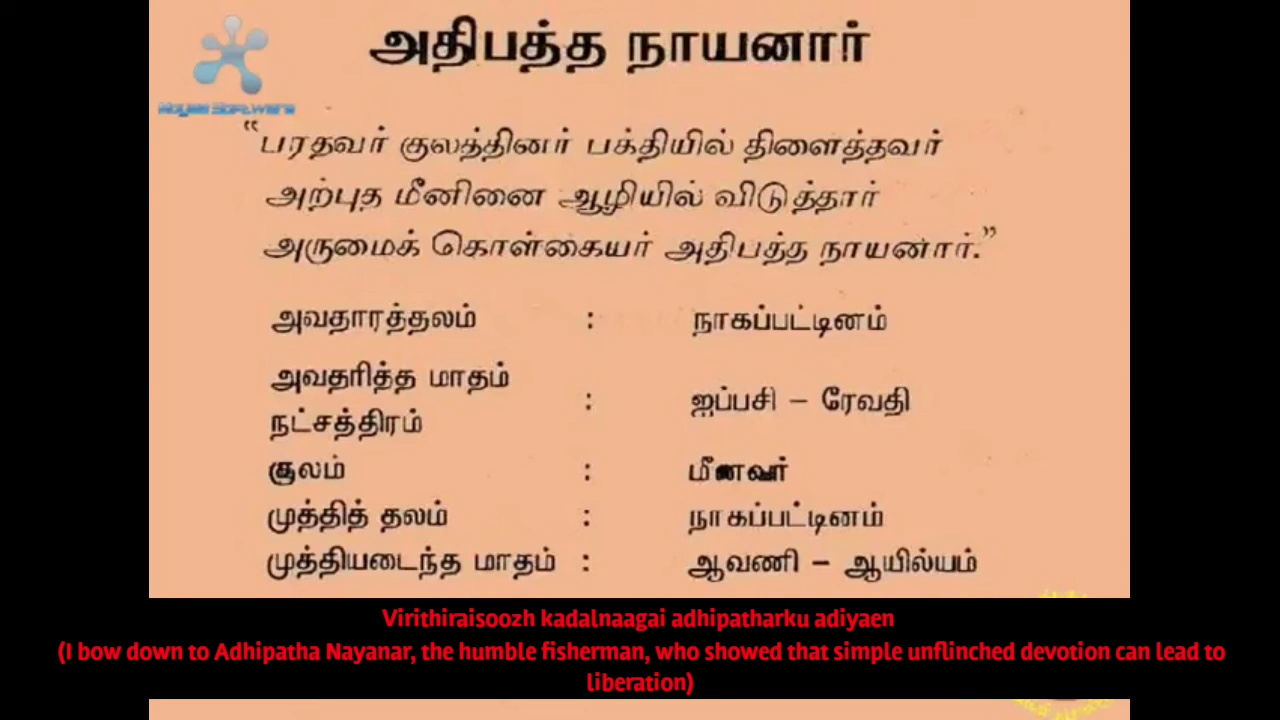 அதிபத்த நாயனார்
Nayee Software
“பரதவர் குலத்தினர் பக்தியில் திளைத்தவர்
அற்புத மீனினை ஆழியில் விடுத்தார்
அருமைக் கொள்கையர் அதிபத்த நாயனார்.”
அவதாரத்தலம் : நாகப்பட்டினம்
அவதரித்த மாதம்
நட்சத்திரம் : ஐப்பசி – ரேவதி
குலம் : மீனவர்
முத்தித் தலம் : நாகப்பட்டினம்
முத்தியடைந்த மாதம் : ஆவணி – ஆயில்யம்
Virithiraisoozh kadalnaagai adhipatharku adiyaen
(I bow down to Adhipatha Nayanar, the humble fisherman, who showed that simple unflinched devotion can lead to
liberation)